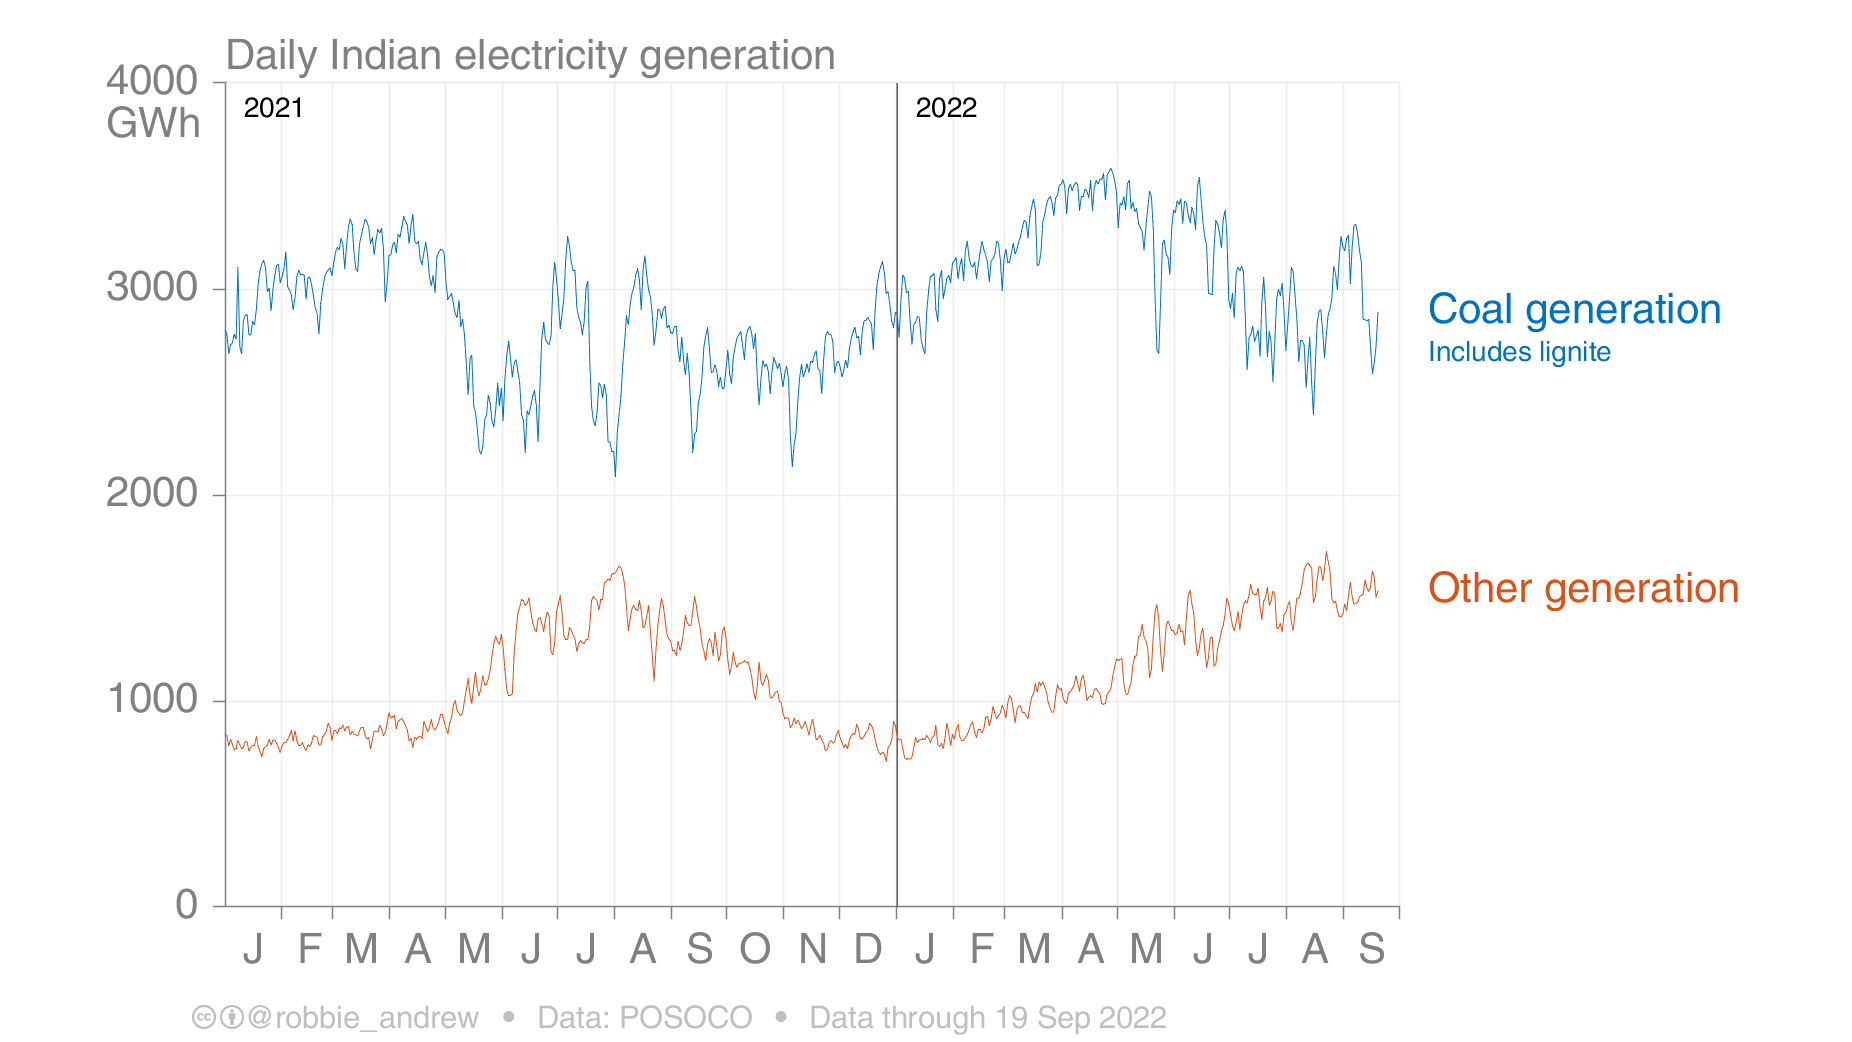 Daily Indian electricity generation
4000
GWh
2021
2022
3000
Coal generation
Includes lignite
2000
Other generation
1000
0
J F M A M J J A S O N D J F M A M J J A S
@robbie_andrew • Data: POSOCO • Data through 19 Sep 2022